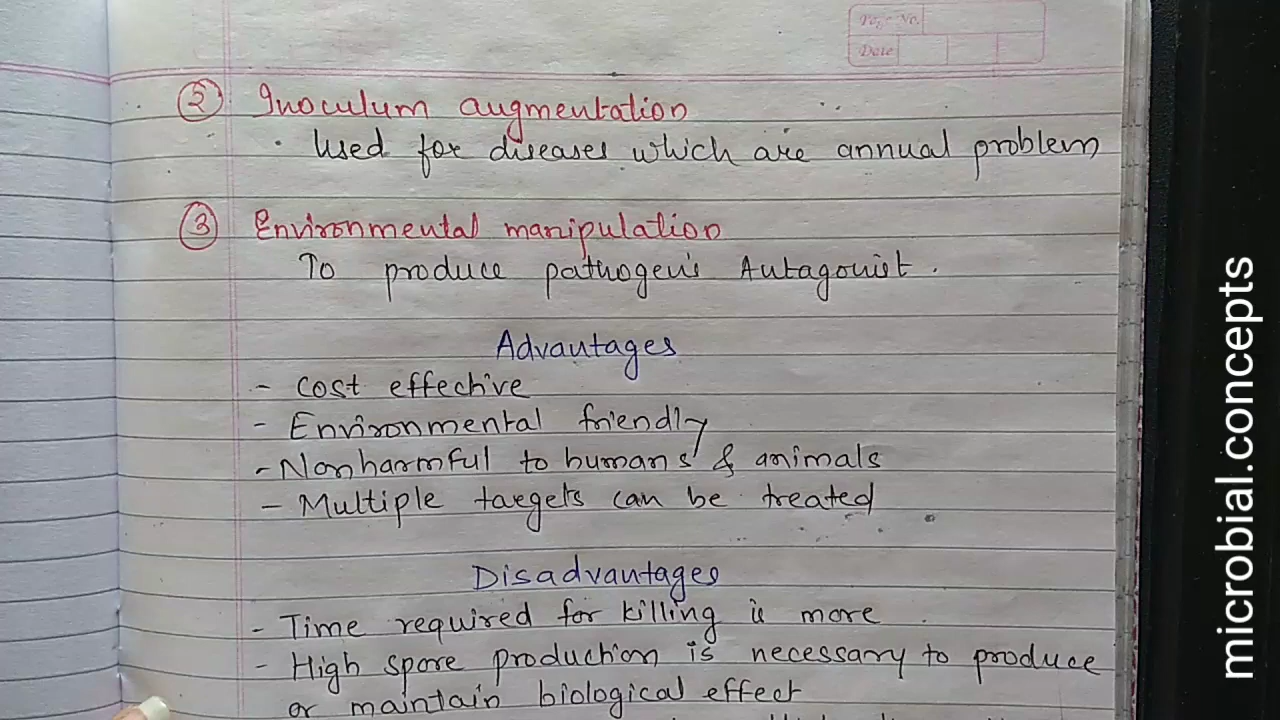 Page No.
Date
② Inoculum augmentation
· Used for diseases which are annual problem
③ Environmental manipulation
To produce pathogen's Antagonist.
Advantages
- Cost effective
- Environmental friendly
- Nonharmful to humans & animals
- Multiple targets can be treated
Disadvantages
- Time required for killing is more.
- High spore production is necessary to produce
or maintain biological effect
microbial.concepts